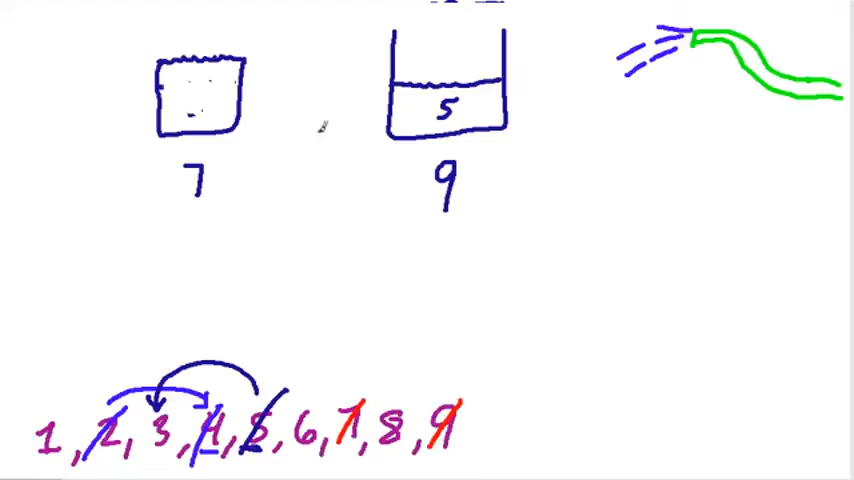 5
7 9
1, 2, 3, 4, 5, 6, 7, 8, 9